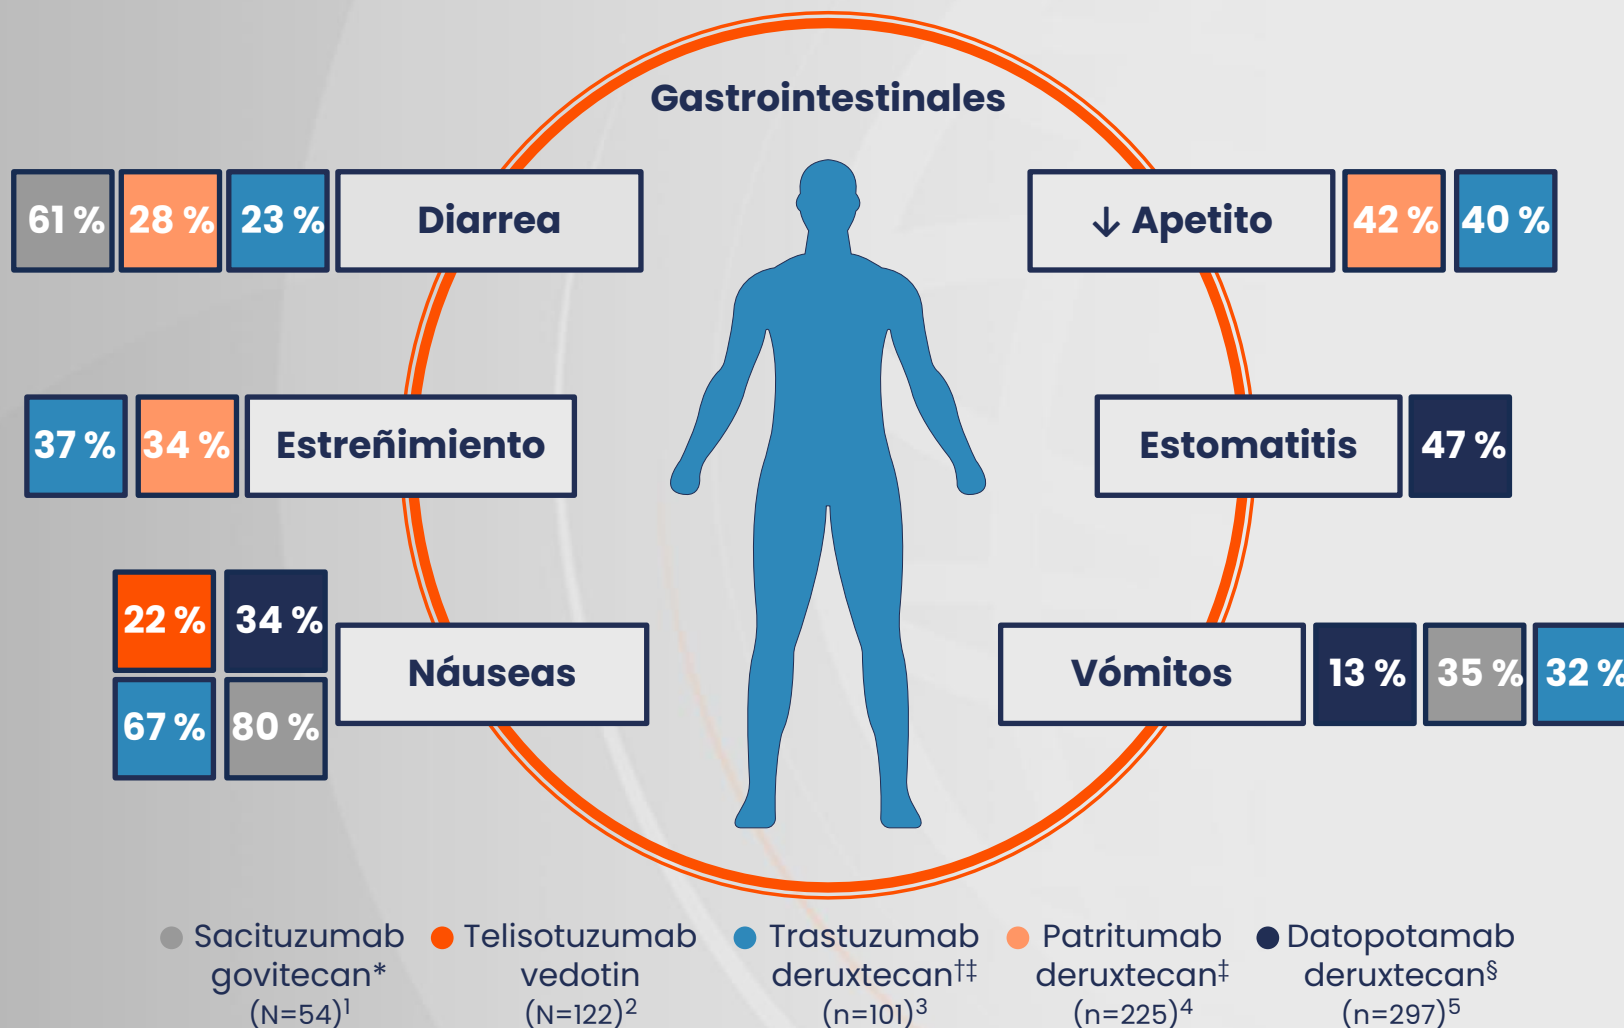 Gastrointestinales
61 % 28 % 23 % Diarrea
↓ Apetito 42 % 40 %
37 % 34 % Estreñimiento
Estomatitis 47 %
22 % 34 %
67 % 80 %
Náuseas
Vómitos 13 % 35 % 32 %
Sacituzumab
govitecan*
(N=54)¹
Telisotuzumab
vedotin
(N=122)²
Trastuzumab
deruxtecan†‡
(n=101)³
Patritumab
deruxtecan‡
(n=225)⁴
Datopotamab
deruxtecan§
(n=297)⁵